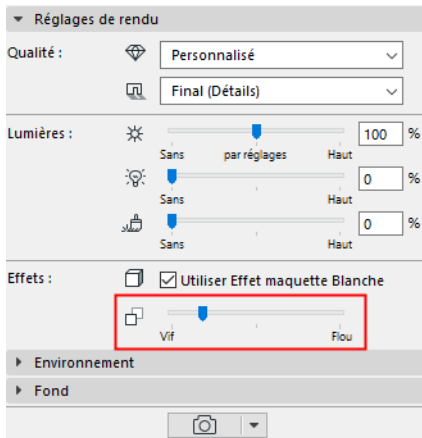 Réglages de rendu
Qualité : Personnalisé
Final (Détails)
Lumières : 100 %
Sans par réglages Haut
0 %
Sans Haut
0 %
Sans Haut
Effets : Utiliser Effet maquette Blanche
Vif Flou
Environnement
Fond